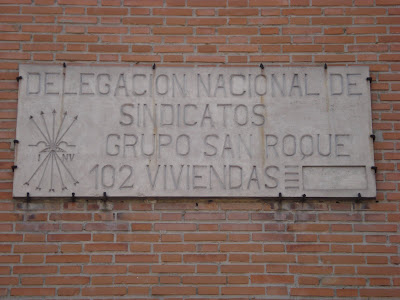 DELEGACION NACIONAL DE
SINDICATOS
GRUPO SAN ROQUE
102 VIVIENDAS